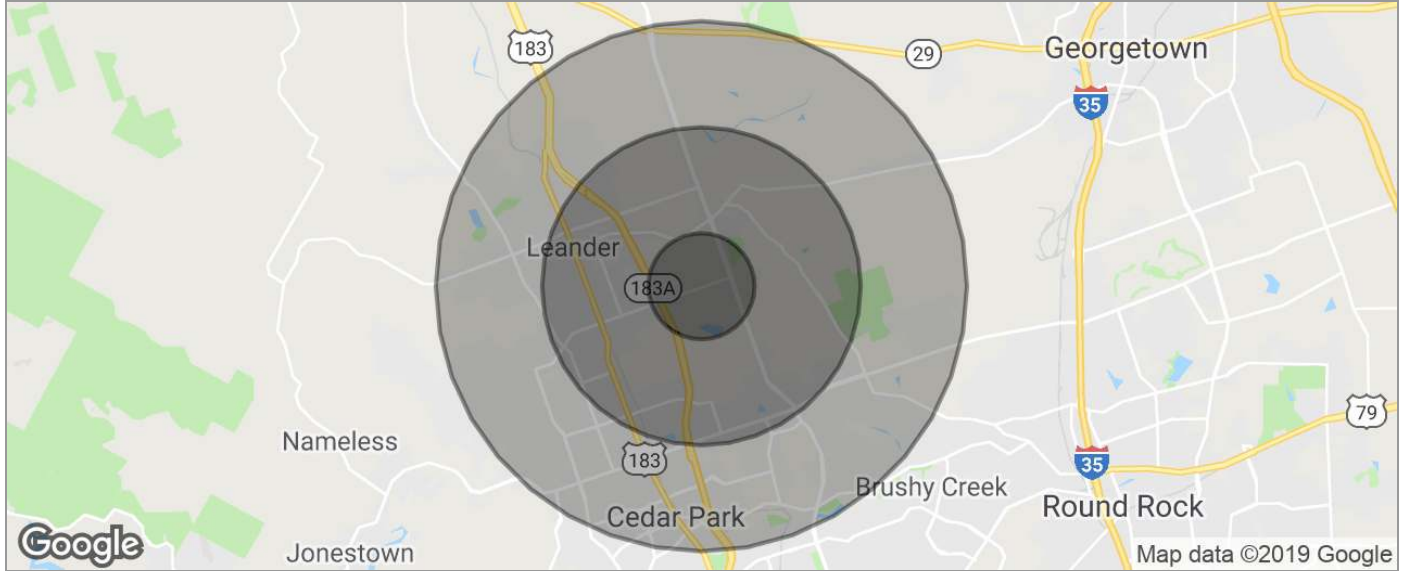 183
29
Georgetown
35
Leander
183A
79
Nameless
183
35
Brushy Creek
Round Rock
Cedar Park
Google
Jonestown
Map data ©2019 Google